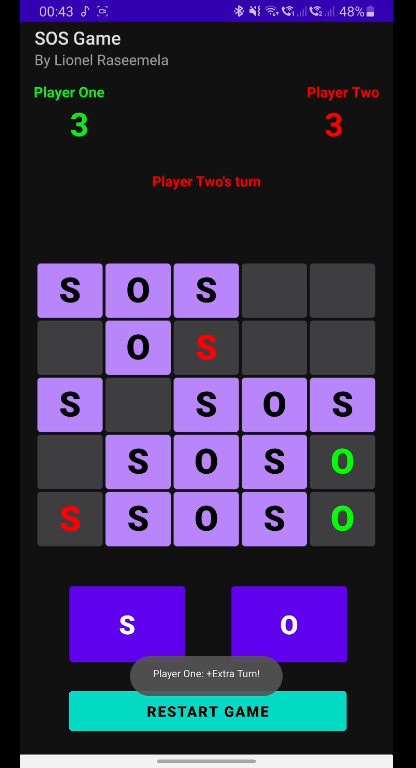 00:43 48%
SOS Game
By Lionel Raseemela
Player One Player Two
3 3
Player Two's turn
S O S
O S
S S O S
S O S O
S S O S O
S O
Player One: +Extra Turn!
RESTART GAME